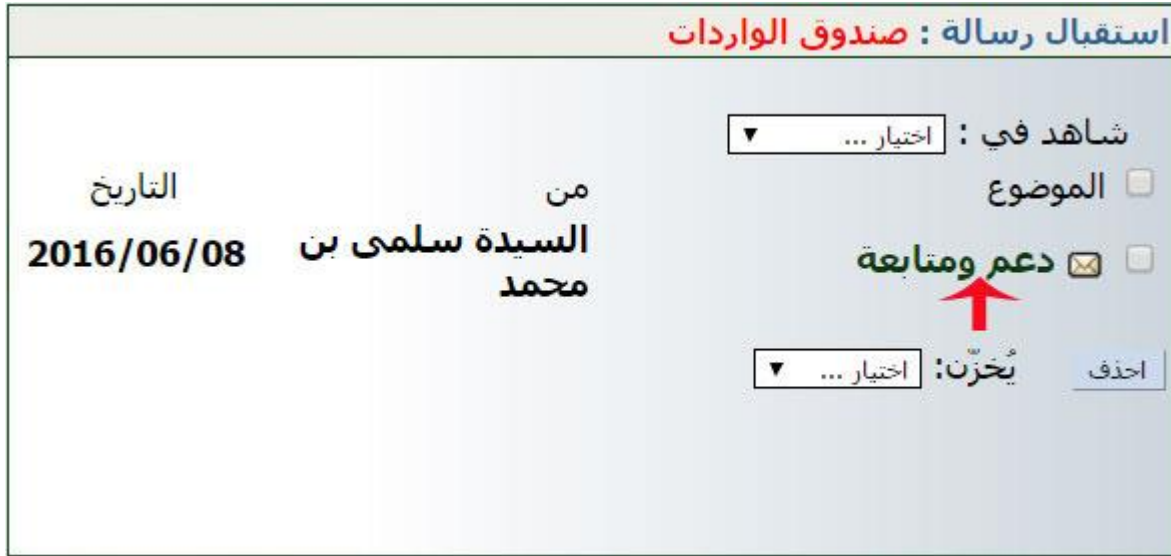 استقبال رسالة : صندوق الواردات
شاهد في : اختيار ...
الموضوع من التاريخ
دعم ومتابعة السيدة سلمى بن محمد 2016/06/08
احذف يُخزّن: اختيار ...